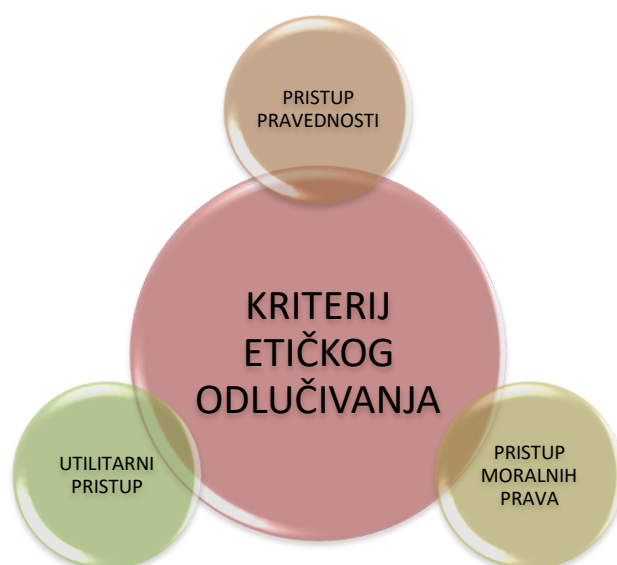 PRISTUP
PRAVEDNOSTI
KRITERIJ
ETIČKOG
ODLUČIVANJA
UTILITARNI
PRISTUP
PRISTUP
MORALNIH
PRAVA